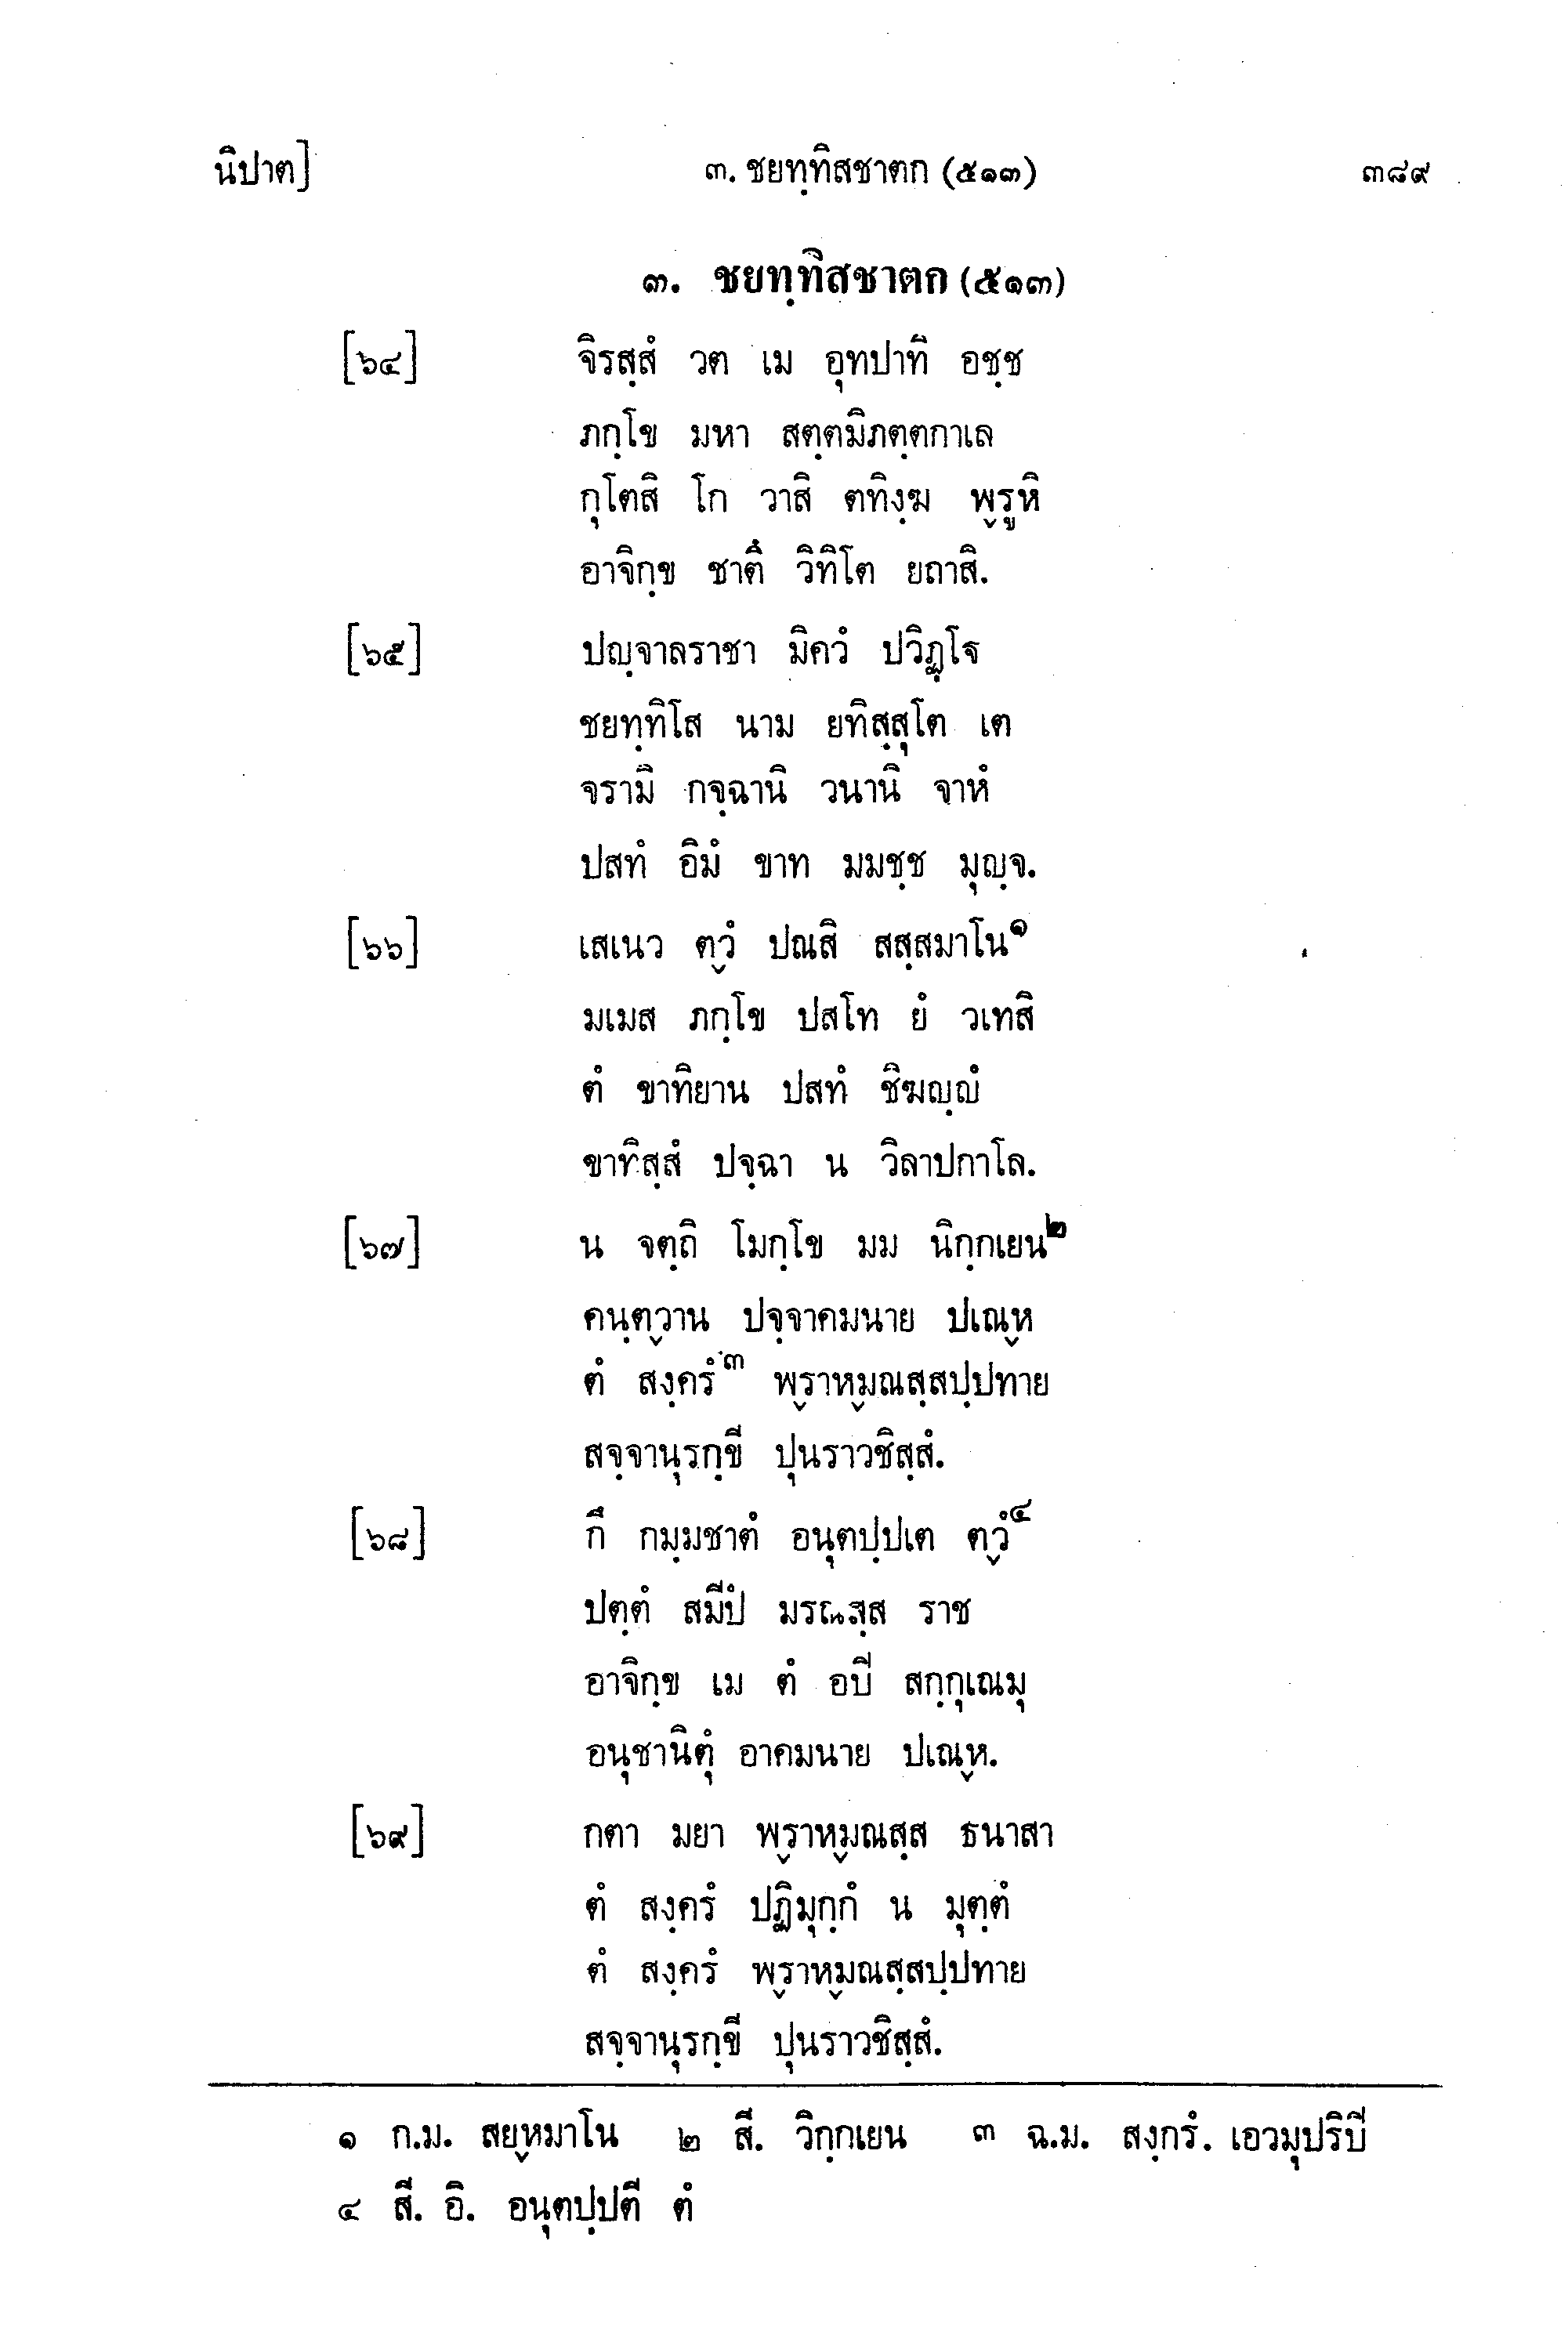 นิปาต] ๓. ชยทฺทิสชาตก (๕๑๓) ๓๘๙
๓. ชยทฺทิสชาตก (๕๑๓)
[๖๔] จิรสฺสํ วต เม อุทปาทิ อชฺช
ภกฺโข มหา สตฺตมิภตฺตกาเล
กุโตสิ โก วาสิ ตทิงฺฆ พฺรูหิ
อาจิกฺข ชาตึ วิทิโต ยถาสิ.
[๖๕] ปญฺจาลราชา มิควํ ปวิฏฺโฐ
ชยทฺทิโส นาม ยทิสฺสุโต เต
จรามิ กจฺฉานิ วนานิ จาหํ
ปสทํ อิมํ ขาท มมชฺช มุญฺจ.
[๖๖] เสเนว ตฺวํ ปณสิ สสฺสมาโน๑
มเมส ภกฺโข ปสโท ยํ วเทสิ
ตํ ขาทิยาน ปสทํ ชิฆญฺญํ
ขาทิสฺสํ ปจฺฉา น วิลาปกาโล.
[๖๗] น จตฺถิ โมกฺโข มม นิกฺกเยน๒
คนฺตฺวาน ปจฺจาคมนาย ปเณฺห
ตํ สงฺครํ๓ พฺราหฺมณสฺสปฺปทาย
สจฺจานุรกฺขี ปุนราวชิสฺสํ.
[๖๘] กึ กมฺมชาตํ อนุตปฺปเต ตฺวํ๔
ปตฺตํ สมีปํ มรณสฺส ราช
อาจิกฺข เม ตํ อปิ สกฺกุเณมุ
อนุชานิตุํ อาคมนาย ปเณฺห.
[๖๙] กตา มยา พฺราหฺมณสฺส ธนาสา
ตํ สงฺครํ ปฏิมุกฺกํ น มุตฺตํ
ตํ สงฺครํ พฺราหฺมณสฺสปฺปทาย
สจฺจานุรกฺขี ปุนราวชิสฺสํ.
๑ ก.ม. สยฺหมาโน ๒ สี. วิกฺกเยน ๓ ฉ.ม. สงฺกรํ. เอวมุปริปิ
๔ สี. อิ. อนุตปฺปตี ตํ